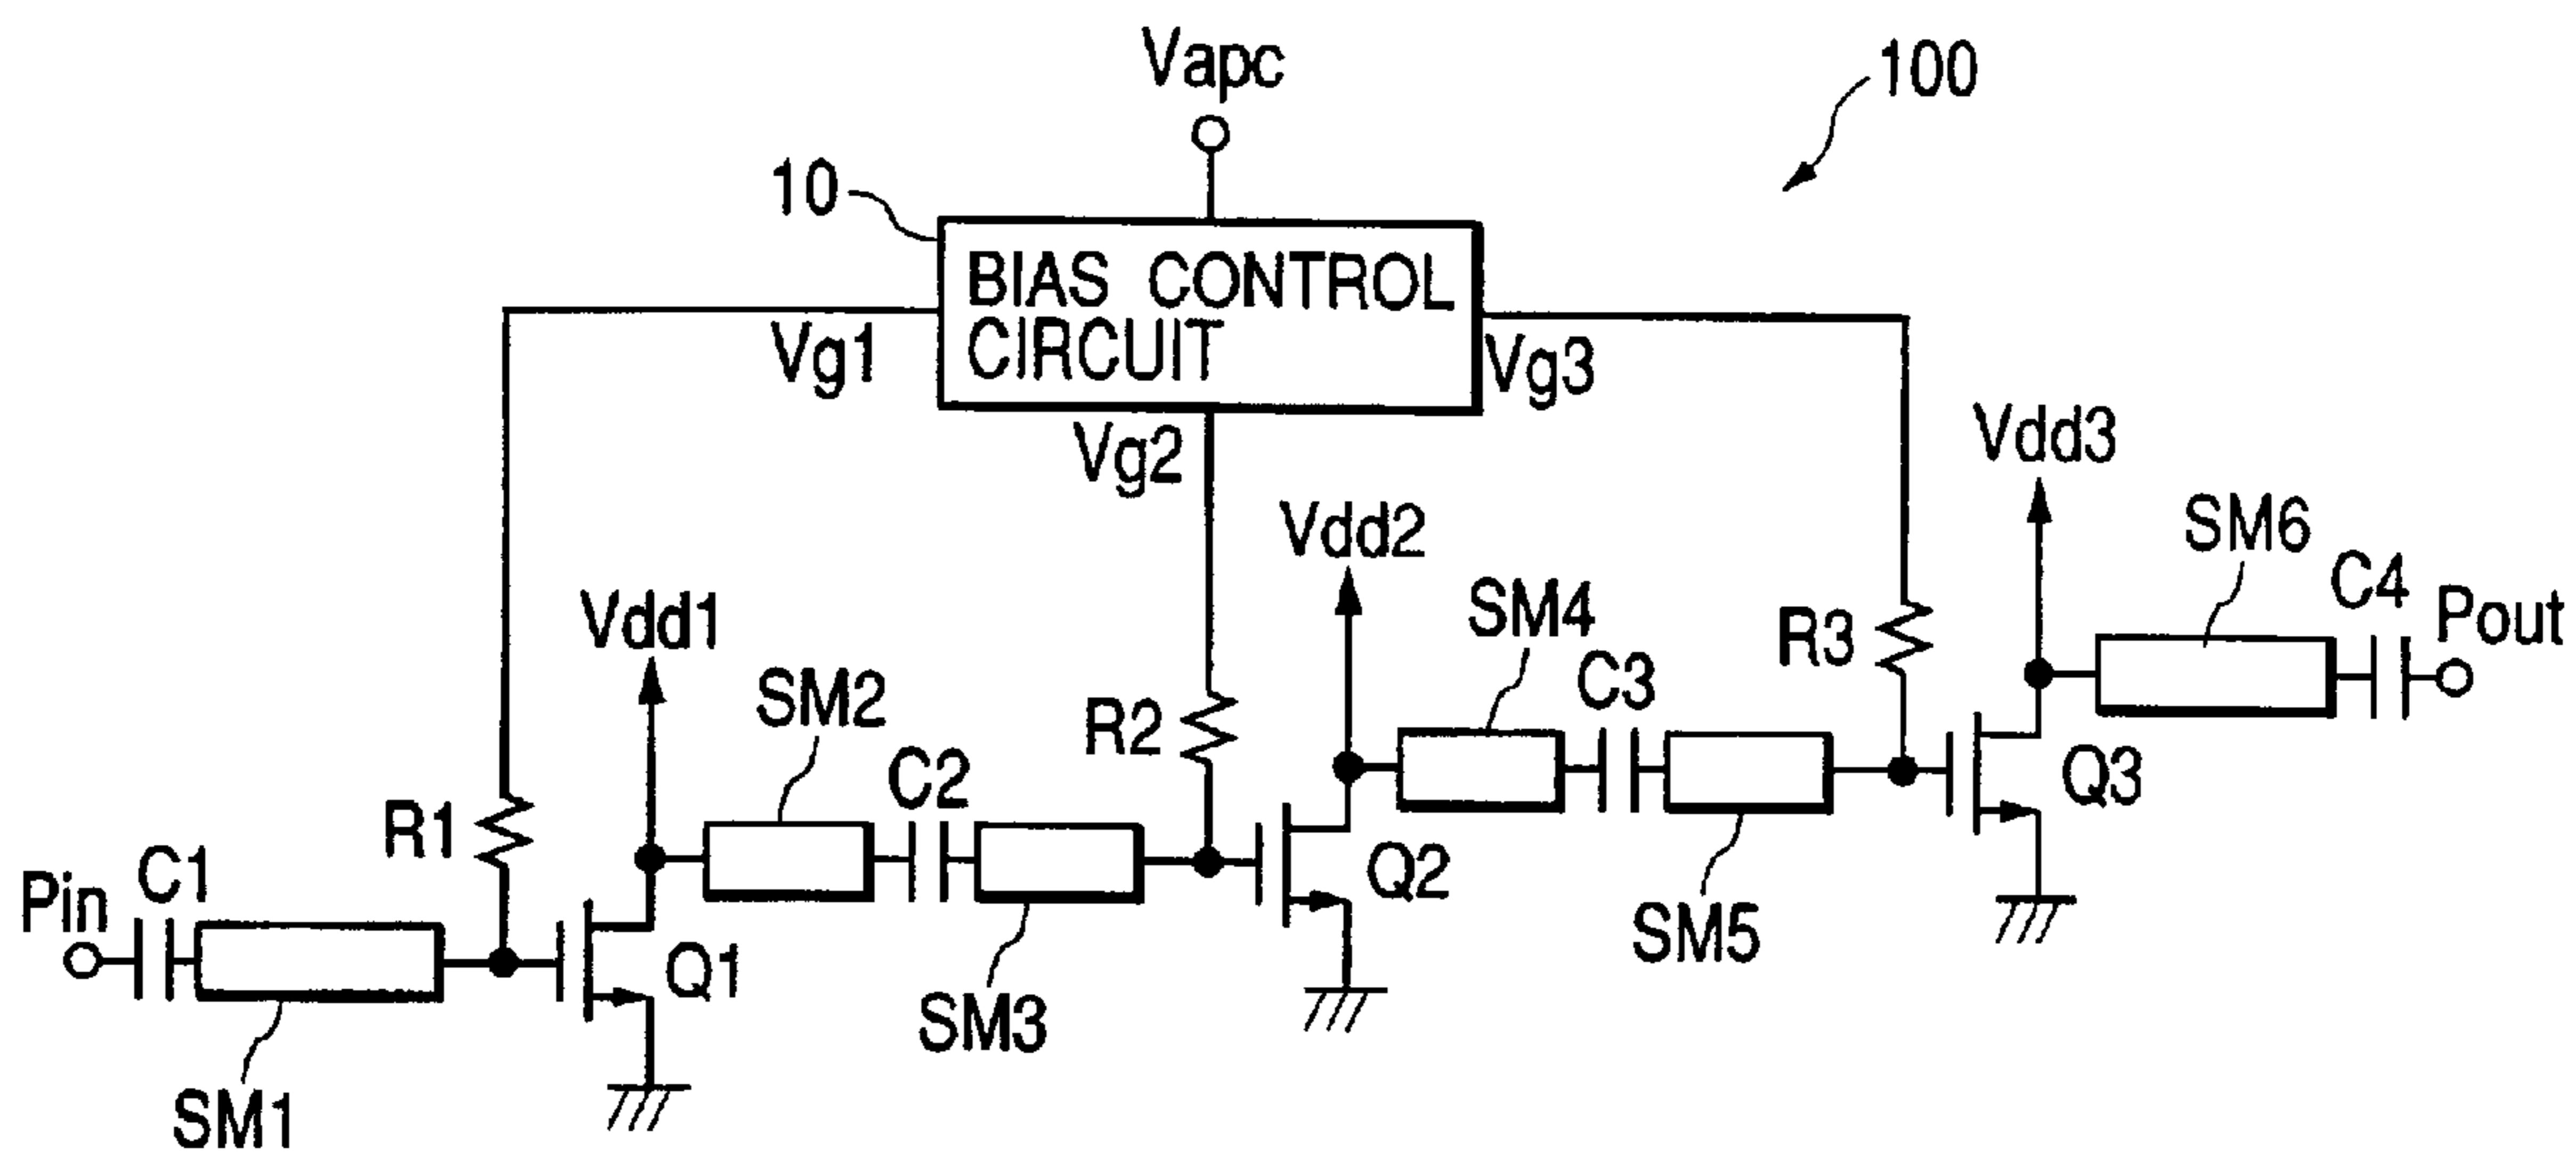 Vapc
100
10
BIAS CONTROL
CIRCUIT
Vg1
Vg3
Vg2
Vdd3
Vdd2
SM6
C4
Pout
Vdd1
SM4
C3
R3
SM2
C2
R2
Q3
R1
Q2
Pin
C1
SM5
Q1
SM3
SM1